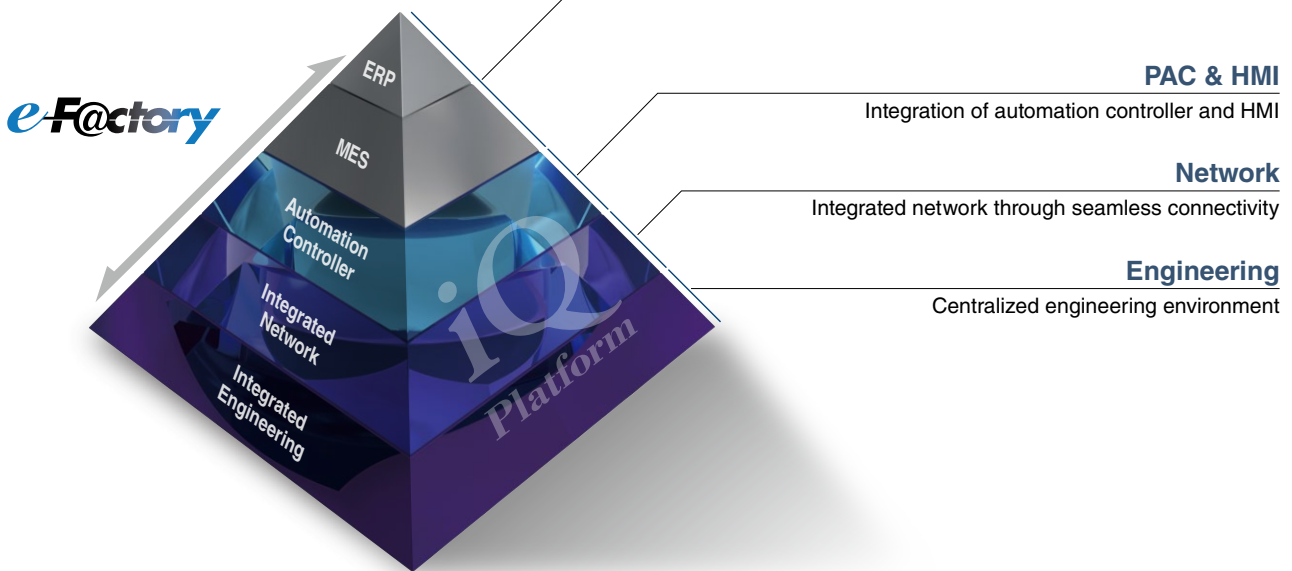 e-F@ctory
ERP
MES
Automation
Controller
Integrated
Network
Integrated
Engineering
iQ
Platform
PAC & HMI
Integration of automation controller and HMI
Network
Integrated network through seamless connectivity
Engineering
Centralized engineering environment